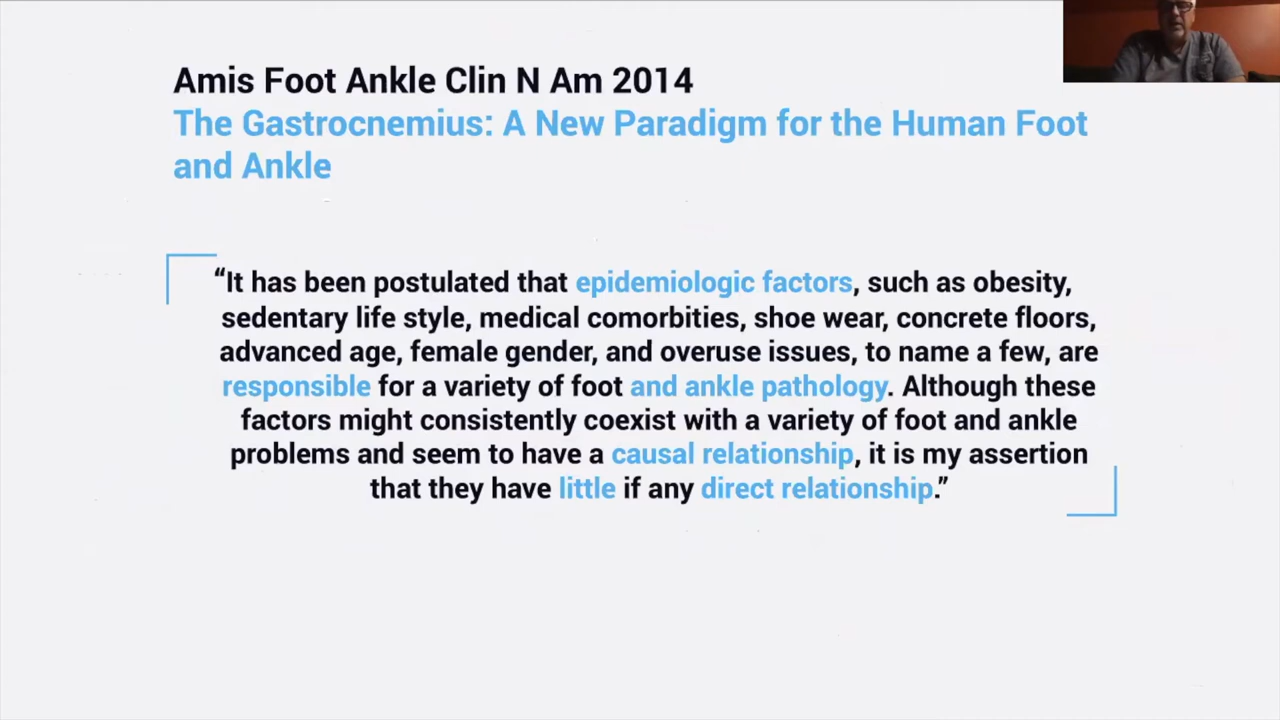 Amis Foot Ankle Clin N Am 2014
The Gastrocnemius: A New Paradigm for the Human Foot
and Ankle
“It has been postulated that epidemiologic factors, such as obesity,
sedentary life style, medical comorbities, shoe wear, concrete floors,
advanced age, female gender, and overuse issues, to name a few, are
responsible for a variety of foot and ankle pathology. Although these
factors might consistently coexist with a variety of foot and ankle
problems and seem to have a causal relationship, it is my assertion
that they have little if any direct relationship.”